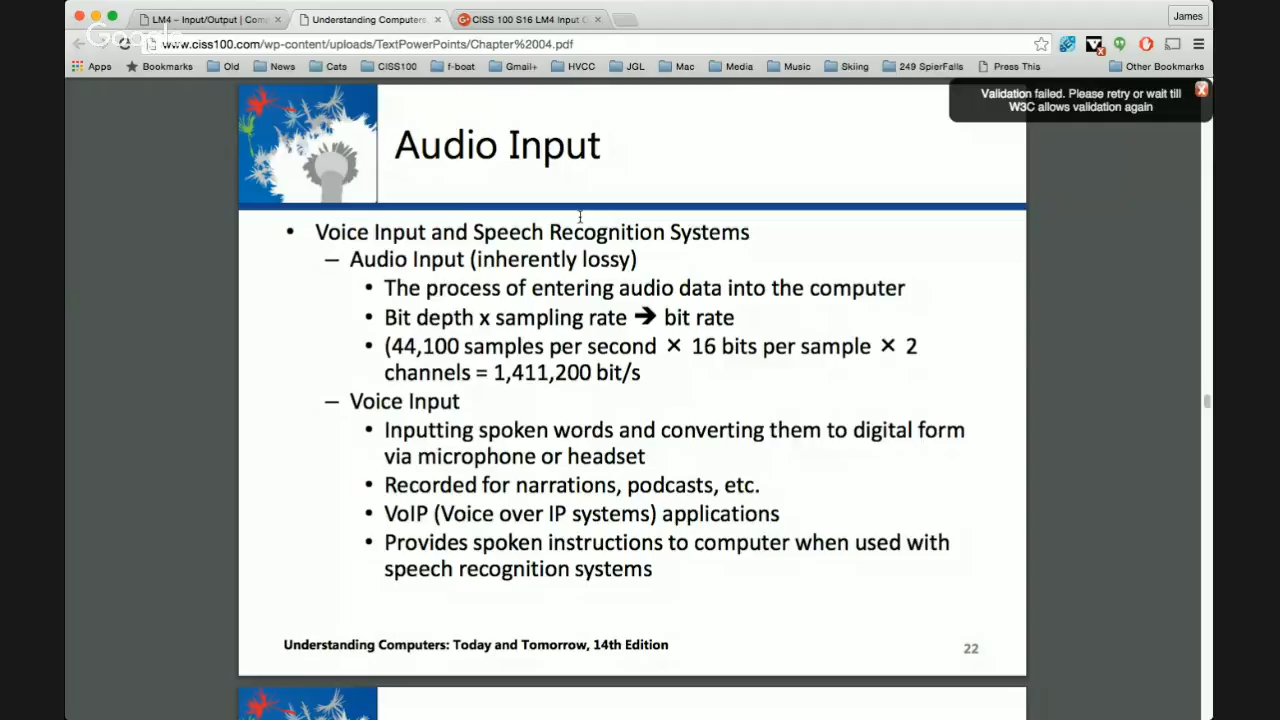 LM4 – Input/Output | Com
Understanding Computers,
CISS 100 S16 LM4 Input
James
Google
www.ciss100.com/wp-content/uploads/TextPowerPoints/Chapter%2004.pdf
Apps Bookmarks Old News Cats CISS100 f-boat Gmail+ HVCC JGL Mac Media Music Skiing 249 SpierFalls Press This Other Bookmarks
Validation failed. Please retry or wait till
W3C allows validation again
Audio Input
• Voice Input and Speech Recognition Systems
– Audio Input (inherently lossy)
• The process of entering audio data into the computer
• Bit depth x sampling rate ➔ bit rate
• (44,100 samples per second × 16 bits per sample × 2
channels = 1,411,200 bit/s
– Voice Input
• Inputting spoken words and converting them to digital form
via microphone or headset
• Recorded for narrations, podcasts, etc.
• VoIP (Voice over IP systems) applications
• Provides spoken instructions to computer when used with
speech recognition systems
Understanding Computers: Today and Tomorrow, 14th Edition
22